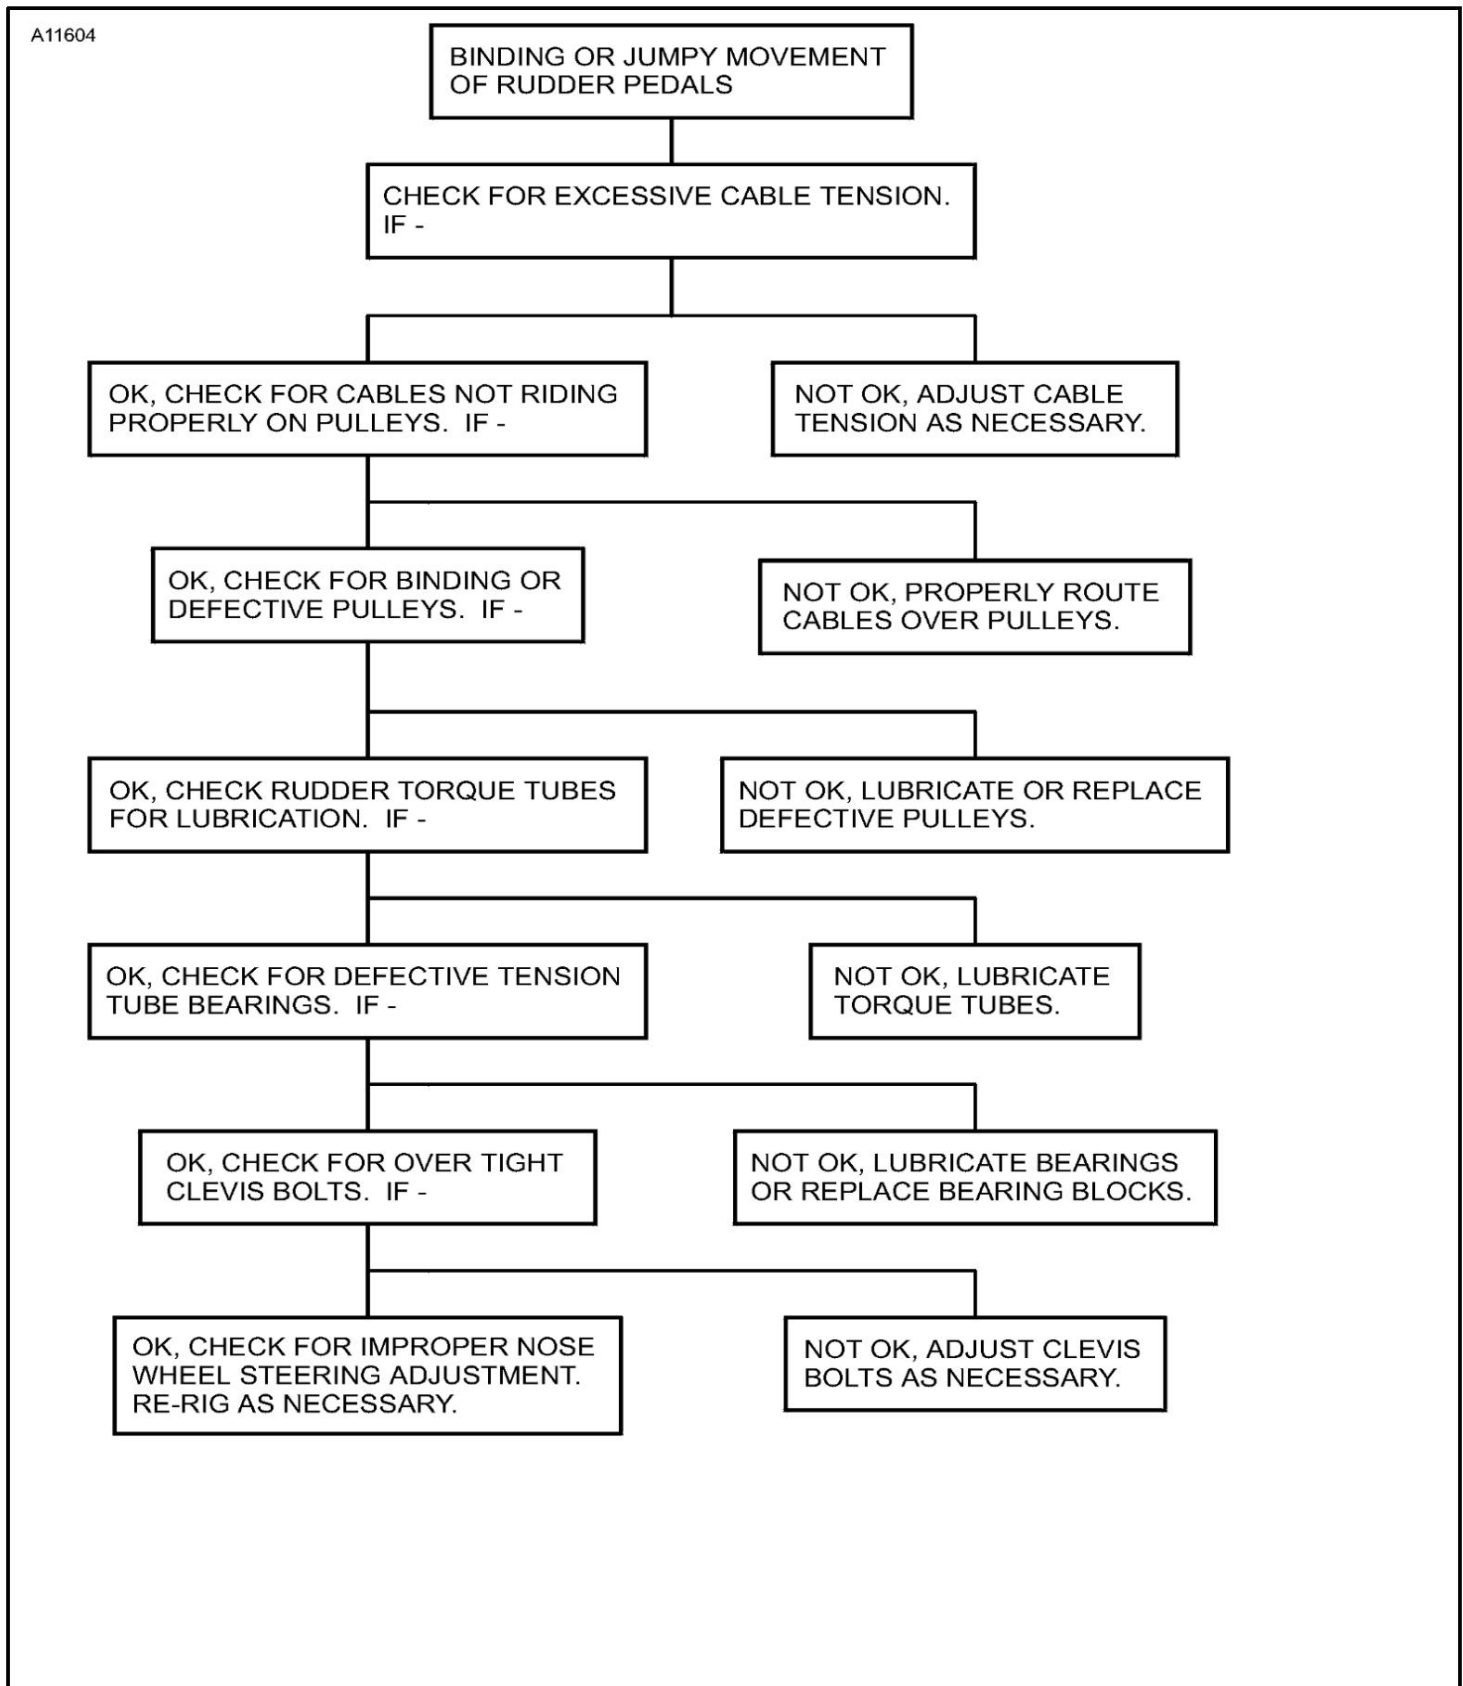 A11604
BINDING OR JUMPY MOVEMENT
OF RUDDER PEDALS
CHECK FOR EXCESSIVE CABLE TENSION.
IF -
OK, CHECK FOR CABLES NOT RIDING
PROPERLY ON PULLEYS.  IF -
NOT OK, ADJUST CABLE
TENSION AS NECESSARY.
OK, CHECK FOR BINDING OR
DEFECTIVE PULLEYS.  IF -
NOT OK, PROPERLY ROUTE
CABLES OVER PULLEYS.
OK, CHECK RUDDER TORQUE TUBES
FOR LUBRICATION.  IF -
NOT OK, LUBRICATE OR REPLACE
DEFECTIVE PULLEYS.
OK, CHECK FOR DEFECTIVE TENSION
TUBE BEARINGS.  IF -
NOT OK, LUBRICATE
TORQUE TUBES.
OK, CHECK FOR OVER TIGHT
CLEVIS BOLTS.  IF -
NOT OK, LUBRICATE BEARINGS
OR REPLACE BEARING BLOCKS.
OK, CHECK FOR IMPROPER NOSE
WHEEL STEERING ADJUSTMENT.
RE-RIG AS NECESSARY.
NOT OK, ADJUST CLEVIS
BOLTS AS NECESSARY.